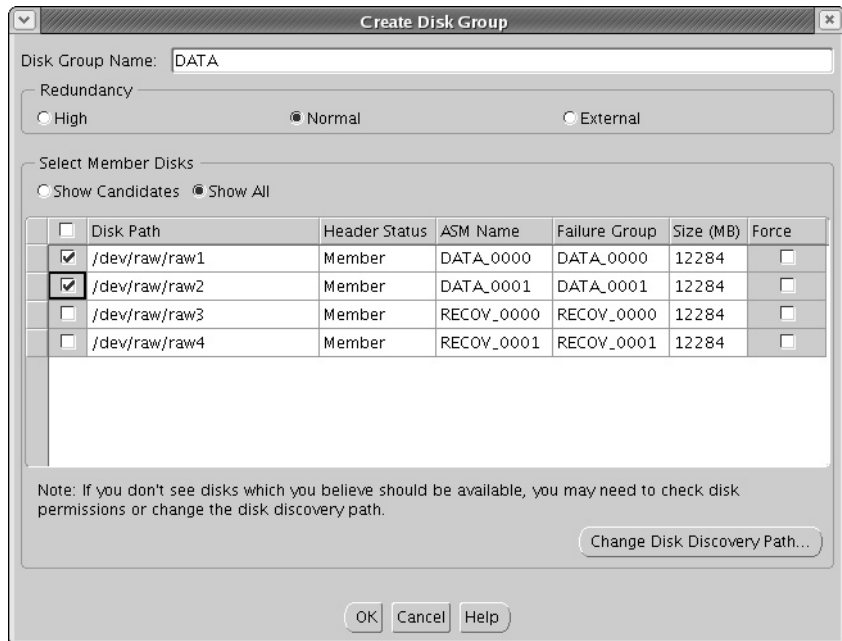 Create Disk Group
Disk Group Name: DATA
Redundancy
High Normal External
Select Member Disks
Show Candidates Show All
Disk Path Header Status ASM Name Failure Group Size (MB) Force
/dev/raw/raw1 Member DATA_0000 DATA_0000 12284
/dev/raw/raw2 Member DATA_0001 DATA_0001 12284
/dev/raw/raw3 Member RECOV_0000 RECOV_0000 12284
/dev/raw/raw4 Member RECOV_0001 RECOV_0001 12284
Note: If you don't see disks which you believe should be available, you may need to check disk
permissions or change the disk discovery path.
Change Disk Discovery Path...
OK Cancel Help